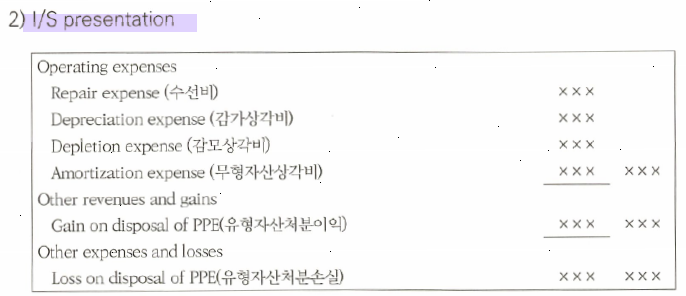 2) I/S presentation
Operating expenses
Repair expense (수선비) ×××
Depreciation expense (감가상각비) ×××
Depletion expense (감모상각비) ×××
Amortization expense (무형자산상각비) ××× ×××
Other revenues and gains
Gain on disposal of PPE(유형자산처분이익) ××× ×××
Other expenses and losses
Loss on disposal of PPE(유형자산처분손실) ××× ×××